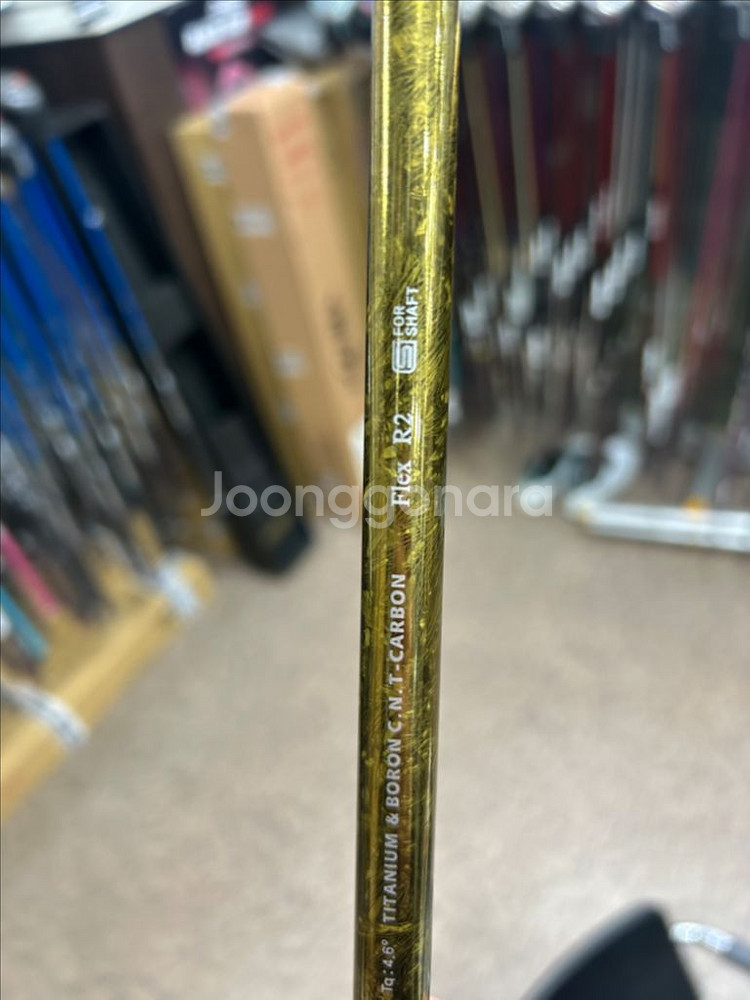 Tq : 4.6°
TITANIUM & BORON C.N.T-CARBON
Flex R2
FOR
SHAFT
Joonggonara